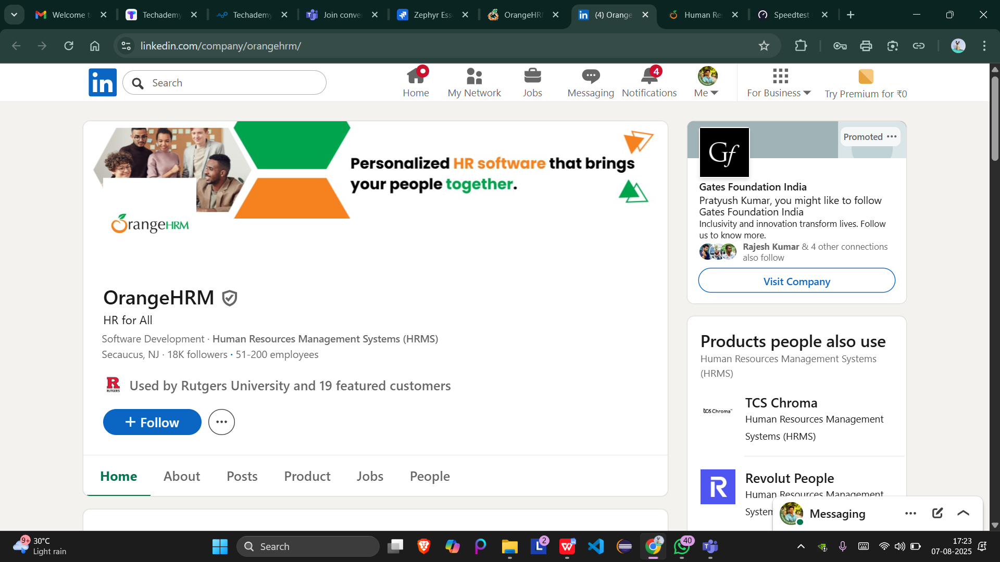 Welcome t
Techademy
Techademy
Join conve
Zephyr Ess
OrangeHR
(4) Orange
Human Re
Speedtest
linkedin.com/company/orangehrm/
in
Search
Home
My Network
Jobs
Messaging
4
Notifications
Me
For Business
Try Premium for ₹0
Personalized HR software that brings
your people together.
OrangeHRM
OrangeHRM
HR for All
Software Development · Human Resources Management Systems (HRMS)
Secaucus, NJ · 18K followers · 51-200 employees
R
RUTGERS
Used by Rutgers University and 19 featured customers
+ Follow
Home
About
Posts
Product
Jobs
People
Promoted
Gf
Gates Foundation India
Pratyush Kumar, you might like to follow
Gates Foundation India
Inclusivity and innovation transform lives. Follow
us to know more.
Rajesh Kumar & 4 other connections
also follow
Visit Company
Products people also use
Human Resources Management Systems
(HRMS)
tcs Chroma™
TCS Chroma
Human Resources Management
Systems (HRMS)
R
Revolut People
Human Resources Management
System
Messaging
9+
30°C
Light rain
Search
2
40
17:23
07-08-2025